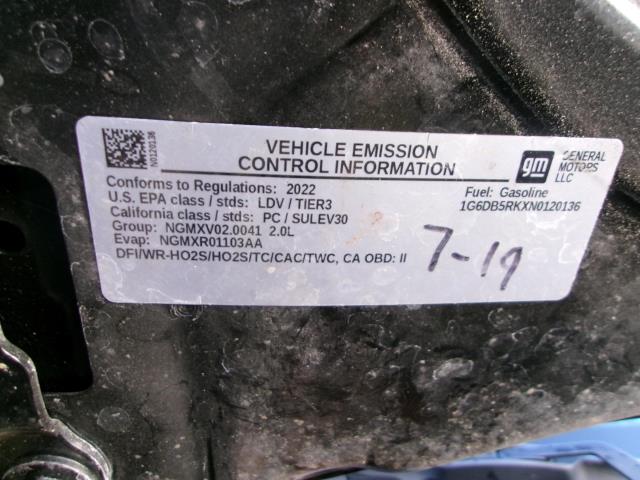 N0120136
VEHICLE EMISSION
CONTROL INFORMATION
gm
GENERAL
MOTORS
LLC
Conforms to Regulations: 2022
U.S. EPA class / stds: LDV / TIER3
California class / stds: PC / SULEV30
Group: NGMXV02.0041 2.0L
Evap: NGMXR01103AA
DFI/WR-HO2S/HO2S/TC/CAC/TWC, CA OBD: II
Fuel: Gasoline
1G6DB5RKXN0120136
7-19